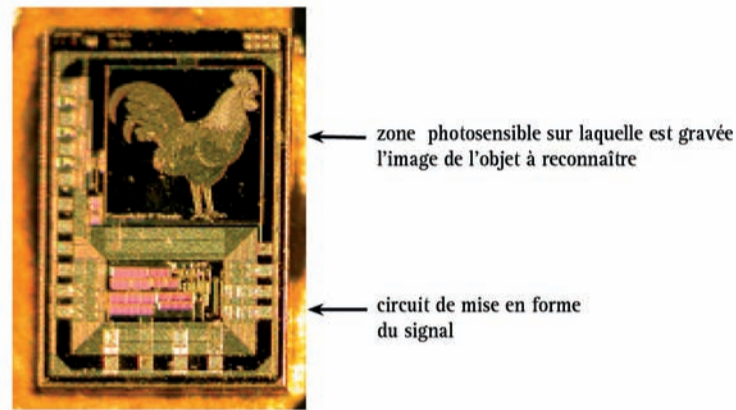 zone photosensible sur laquelle est gravée
l'image de l'objet à reconnaître
circuit de mise en forme
du signal